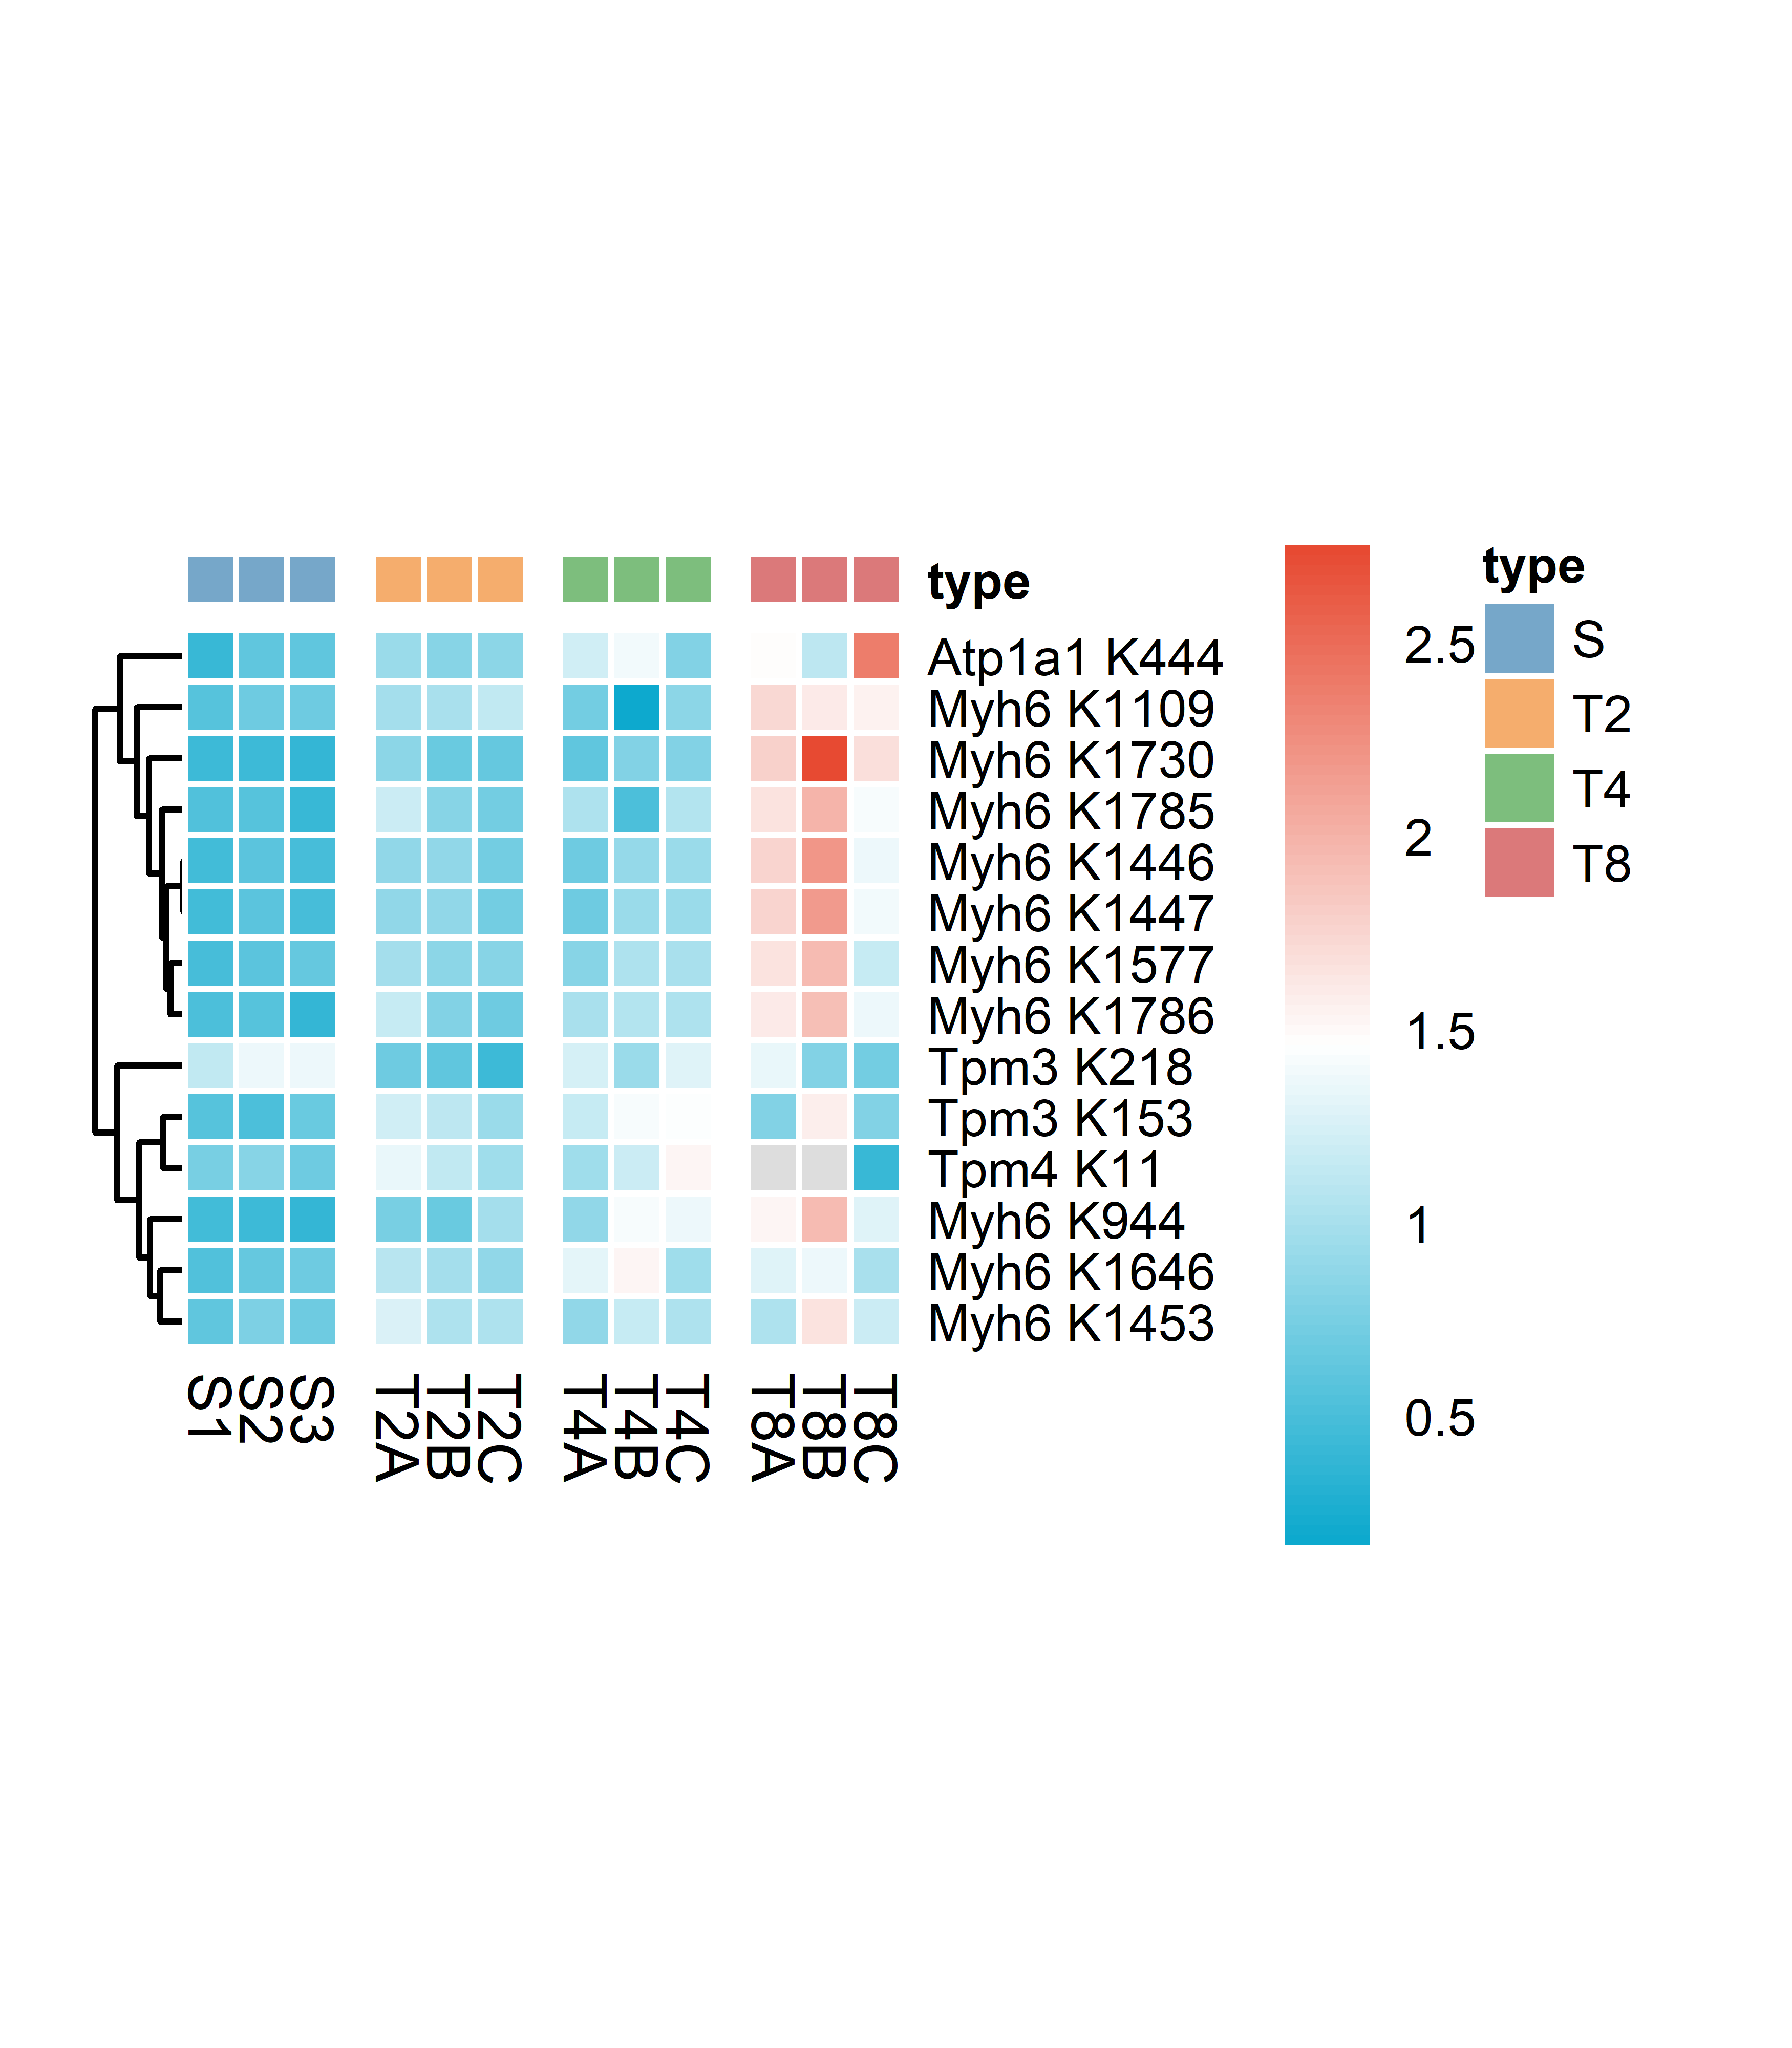 type
Atp1a1 K444
Myh6 K1109
Myh6 K1730
Myh6 K1785
Myh6 K1446
Myh6 K1447
Myh6 K1577
Myh6 K1786
Tpm3 K218
Tpm3 K153
Tpm4 K11
Myh6 K944
Myh6 K1646
Myh6 K1453
S1
S2
S3
T2A
T2B
T2C
T4A
T4B
T4C
T8A
T8B
T8C
2.5
2
1.5
1
0.5
type
S
T2
T4
T8